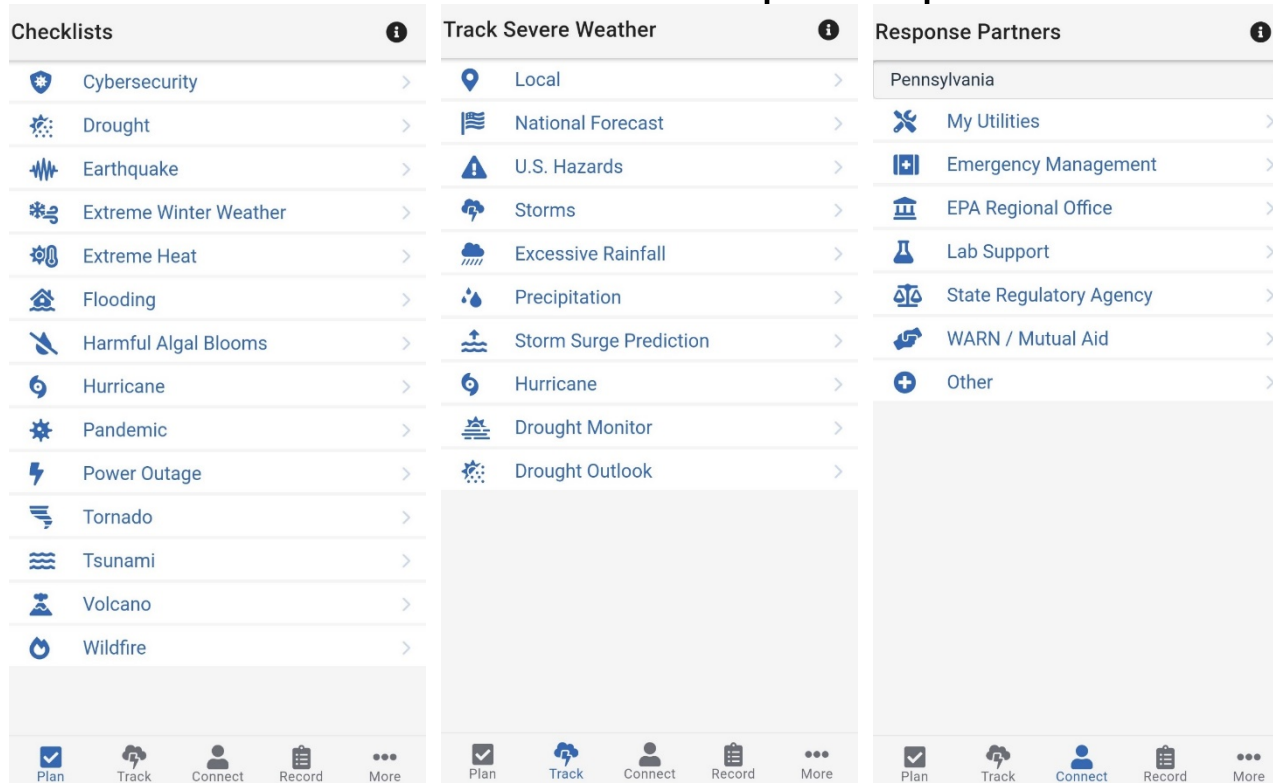 Checklists
Cybersecurity
Drought
Earthquake
Extreme Winter Weather
Extreme Heat
Flooding
Harmful Algal Blooms
Hurricane
Pandemic
Power Outage
Tornado
Tsunami
Volcano
Wildfire
Plan Track Connect Record More
Track Severe Weather
Local
National Forecast
U.S. Hazards
Storms
Excessive Rainfall
Precipitation
Storm Surge Prediction
Hurricane
Drought Monitor
Drought Outlook
Plan Track Connect Record More
Response Partners
Pennsylvania
My Utilities
Emergency Management
EPA Regional Office
Lab Support
State Regulatory Agency
WARN / Mutual Aid
Other
Plan Track Connect Record More